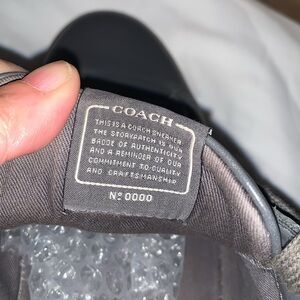 COACH
THIS IS A COACH SNEAKER
THE STORYPATCH IS OUR
BADGE OF AUTHENTICITY
AND A REMINDER OF OUR
COMMITMENT TO QUALITY
AND CRAFTSMANSHIP
Nº 0000